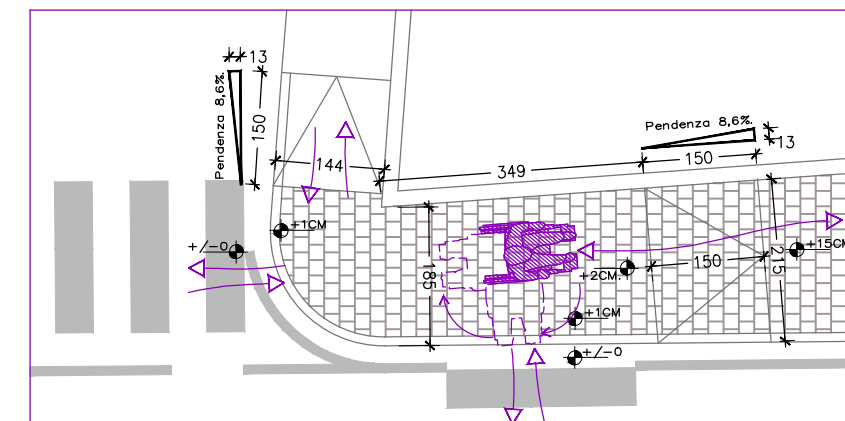 13
Pendenza 8,6%.
150
144
349
Pendenza 8,6%.
13
150
+1CM
+/-0
185
+2CM.
150
215
+15CM
+1CM
+/-0